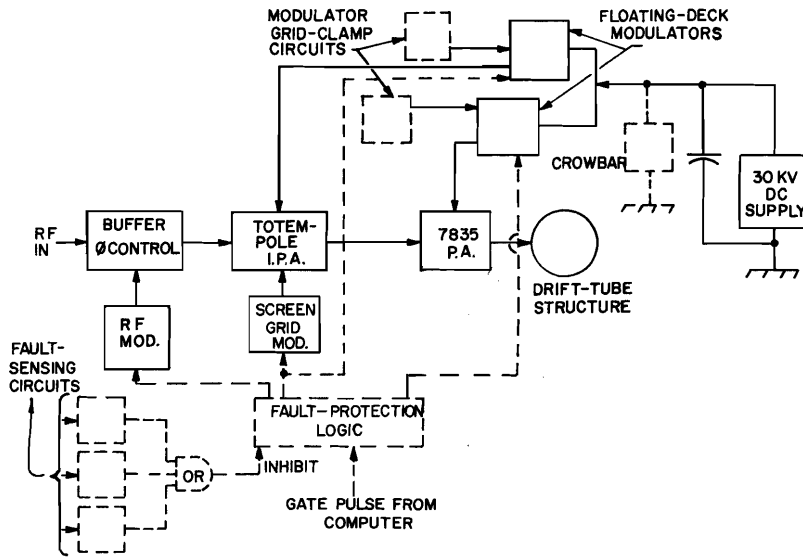 MODULATOR
GRID-CLAMP
CIRCUITS
FLOATING-DECK
MODULATORS
CROWBAR
30 KV
DC
SUPPLY
RF
IN
BUFFER
ØCONTROL
TOTEM-
POLE
I.P.A.
7835
P.A.
DRIFT-TUBE
STRUCTURE
RF
MOD.
SCREEN
GRID
MOD.
FAULT-
SENSING
CIRCUITS
FAULT-PROTECTION
LOGIC
OR
INHIBIT
GATE PULSE FROM
COMPUTER